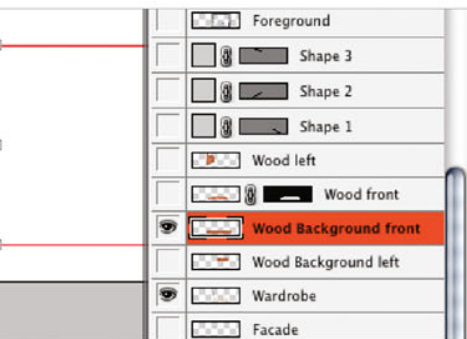 Foreground
Shape 3
Shape 2
Shape 1
Wood left
Wood front
Wood Background front
Wood Background left
Wardrobe
Facade